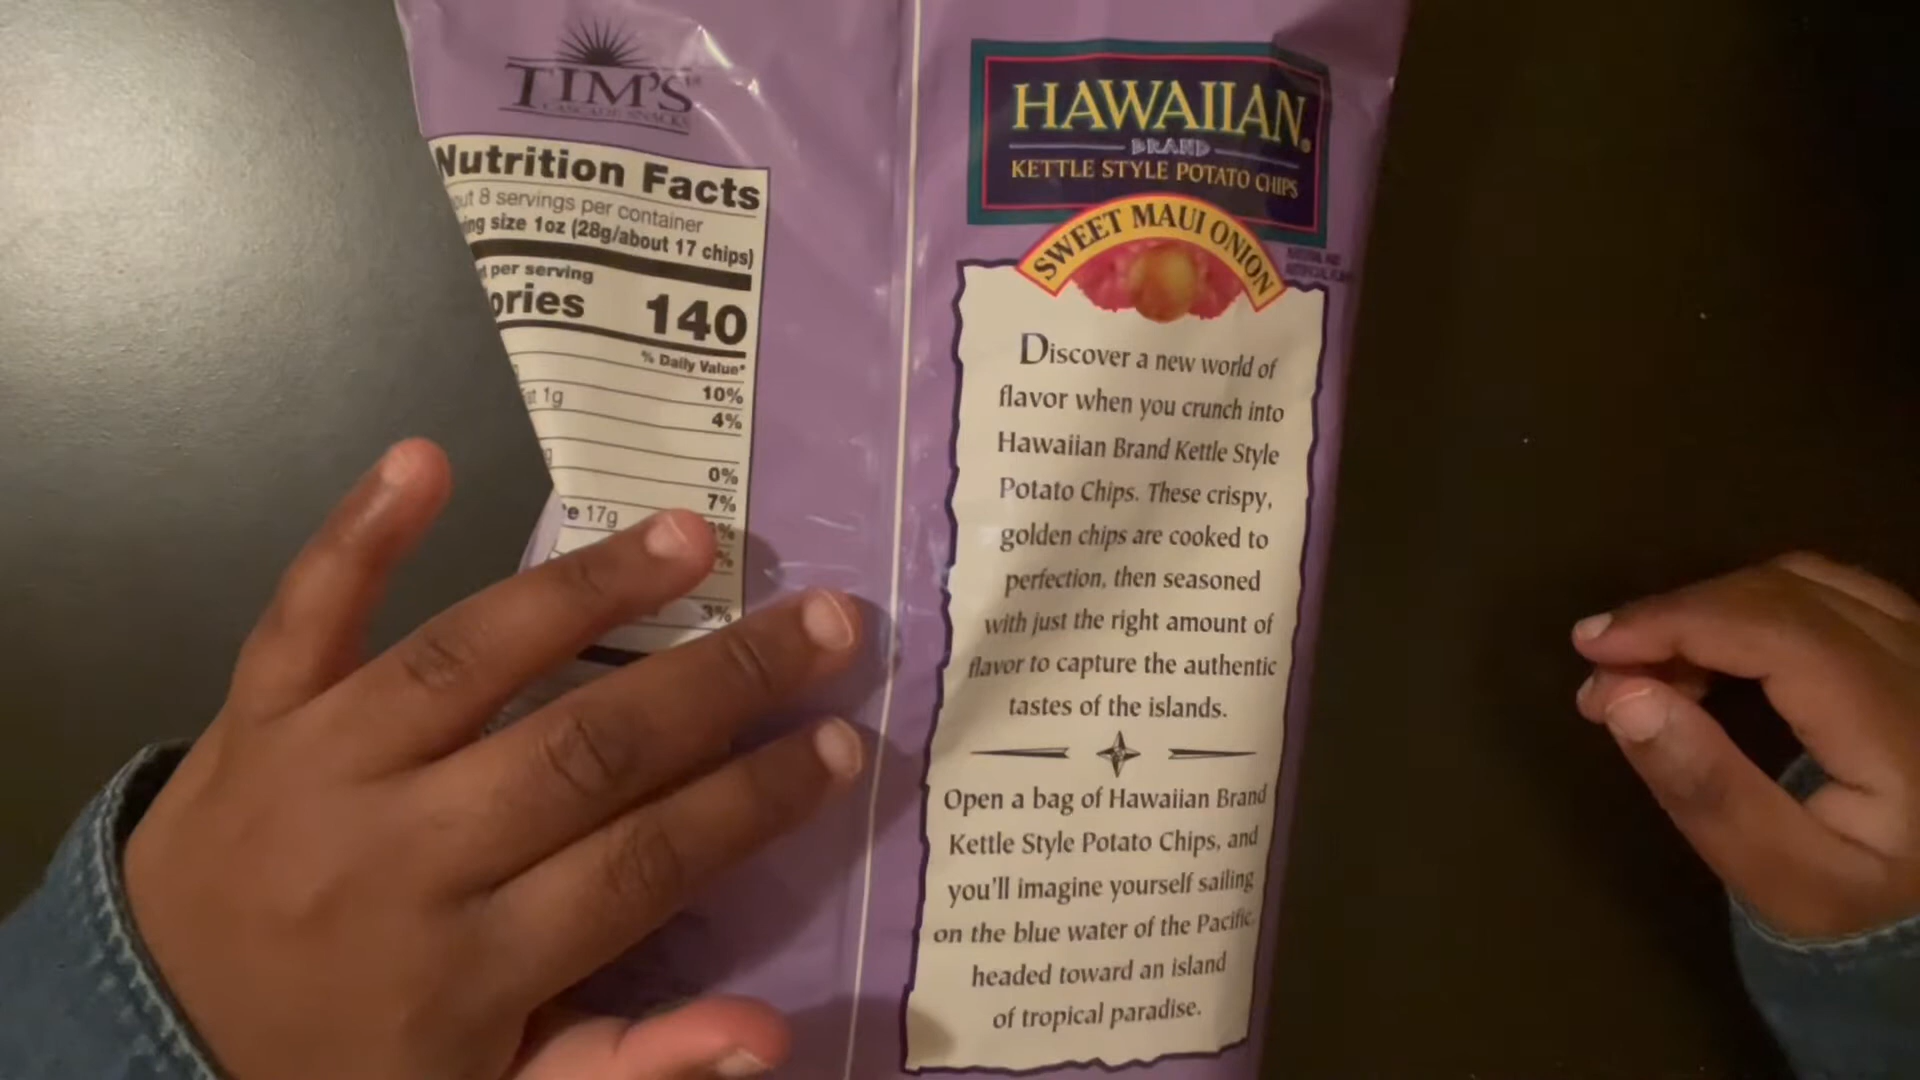 TIM'S
CASCADE SNACKS
Nutrition Facts
8 servings per container
size 1oz (28g/about 17 chips)
per serving
140
% Daily Value*
10%
1g
4%
0%
7%
17g
3%
HAWAIIAN
BRAND
KETTLE STYLE POTATO CHIPS
SWEET MAUI ONION
Discover a new world of
flavor when you crunch into
Hawaiian Brand Kettle Style
Potato Chips. These crispy,
golden chips are cooked to
perfection, then seasoned
with just the right amount of
flavor to capture the authentic
tastes of the islands.
Open a bag of Hawaiian Brand
Kettle Style Potato Chips, and
you'll imagine yourself sailing
on the blue water of the Pacific,
headed toward an island
of tropical paradise.